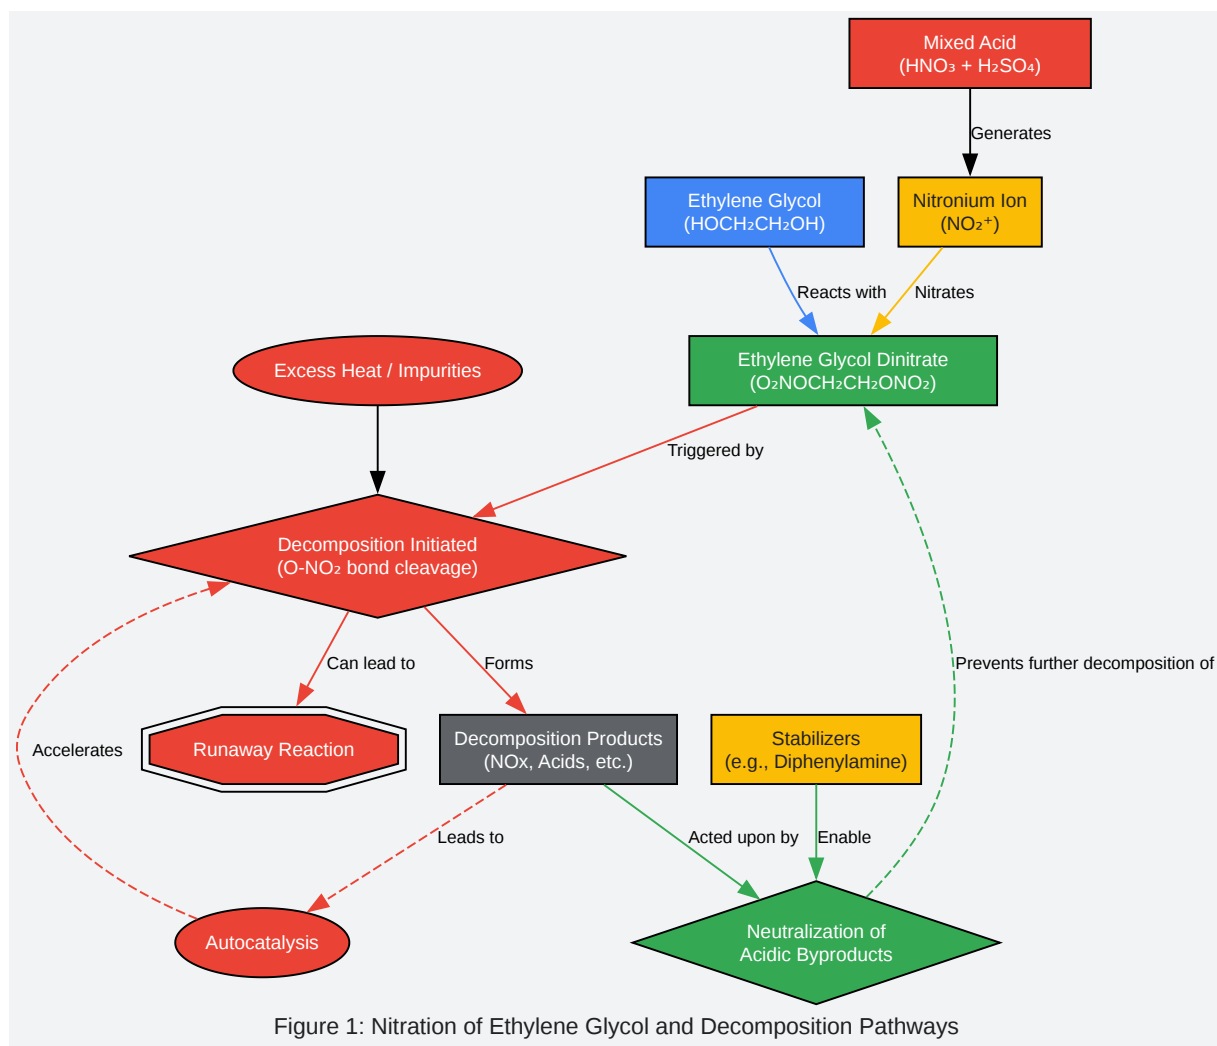 Mixed Acid
(HNO₃ + H₂SO₄)
Generates
Ethylene Glycol
(HOCH₂CH₂OH)
Nitronium Ion
(NO₂⁺)
Reacts with
Nitrates
Excess Heat / Impurities
Ethylene Glycol Dinitrate
(O₂NOCH₂CH₂ONO₂)
Triggered by
Decomposition Initiated
(O-NO₂ bond cleavage)
Can lead to
Forms
Prevents further decomposition of
Accelerates
Runaway Reaction
Decomposition Products
(NOx, Acids, etc.)
Stabilizers
(e.g., Diphenylamine)
Leads to
Acted upon by
Enable
Autocatalysis
Neutralization of
Acidic Byproducts
Figure 1: Nitration of Ethylene Glycol and Decomposition Pathways